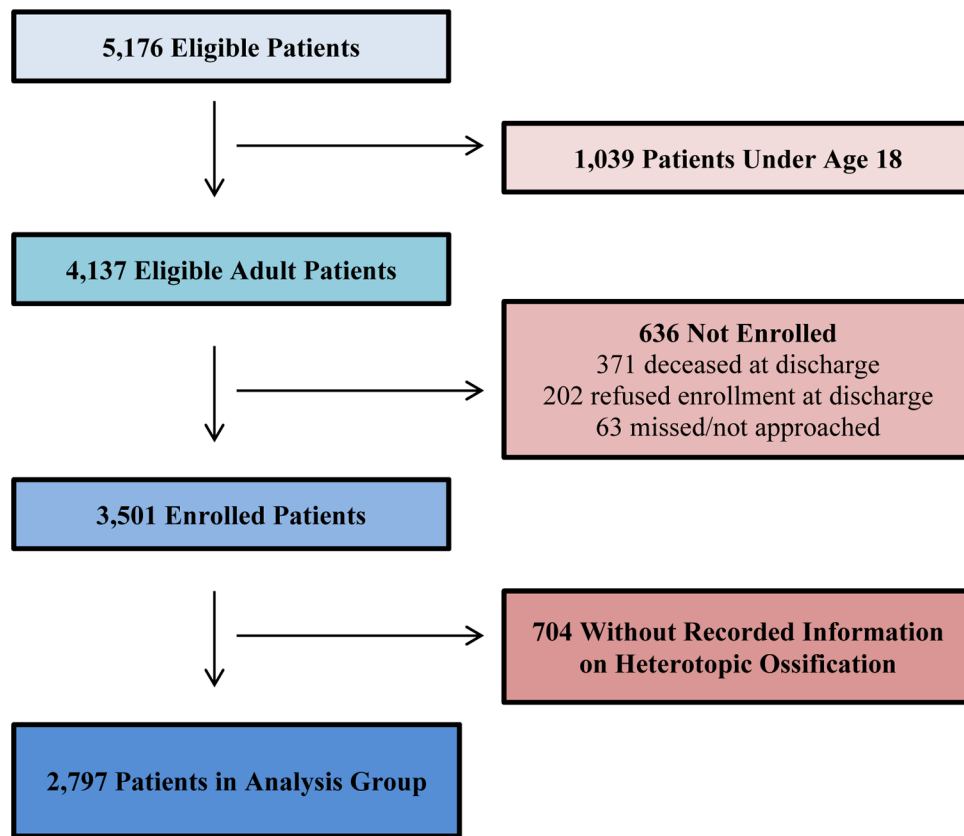 5,176 Eligible Patients
1,039 Patients Under Age 18
4,137 Eligible Adult Patients
636 Not Enrolled
371 deceased at discharge
202 refused enrollment at discharge
63 missed/not approached
3,501 Enrolled Patients
704 Without Recorded Information
on Heterotopic Ossification
2,797 Patients in Analysis Group